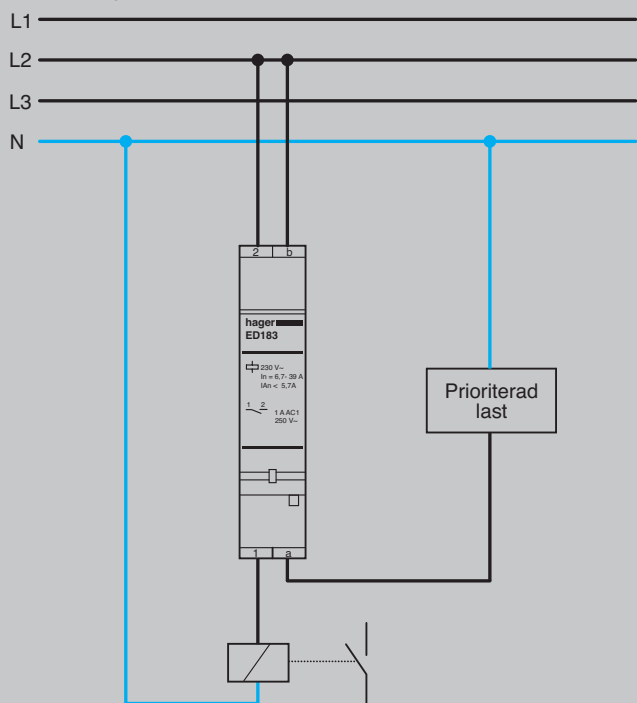 L1
L2
L3
N
2 b
hager
ED183
230 V~
In = 6,7- 39 A
IAn < 5,7A
1 2
1 A AC1
250 V~
Prioriterad
last
1 a